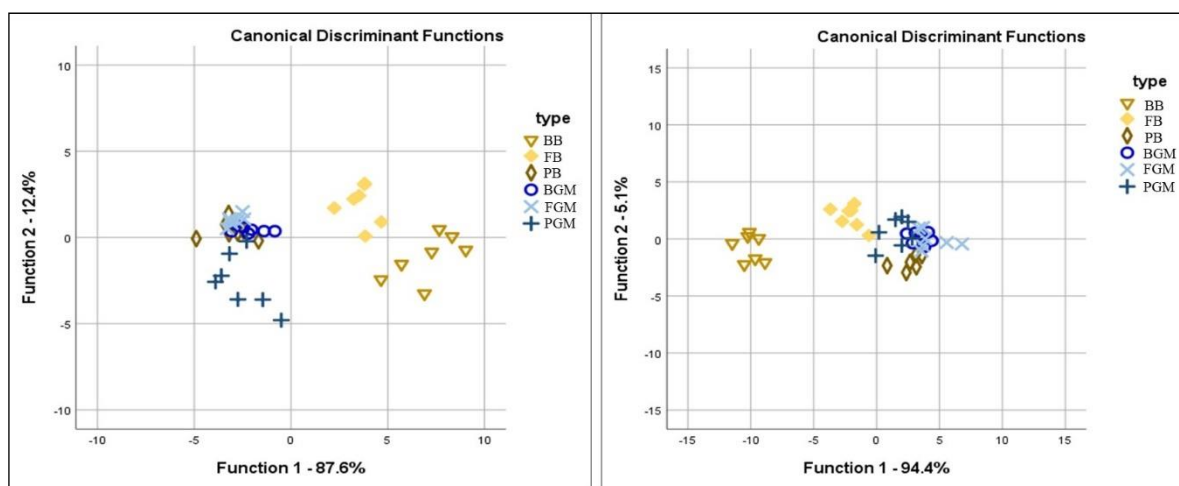 Canonical Discriminant Functions
10
5
0
-5
-10
-10
-5
0
5
10
Function 2 - 12.4%
Function 1 - 87.6%
type
BB
FB
PB
BGM
FGM
PGM
Canonical Discriminant Functions
15
10
5
0
-5
-10
-15
-15
-10
-5
0
5
10
15
Function 2 - 5.1%
Function 1 - 94.4%
type
BB
FB
PB
BGM
FGM
PGM